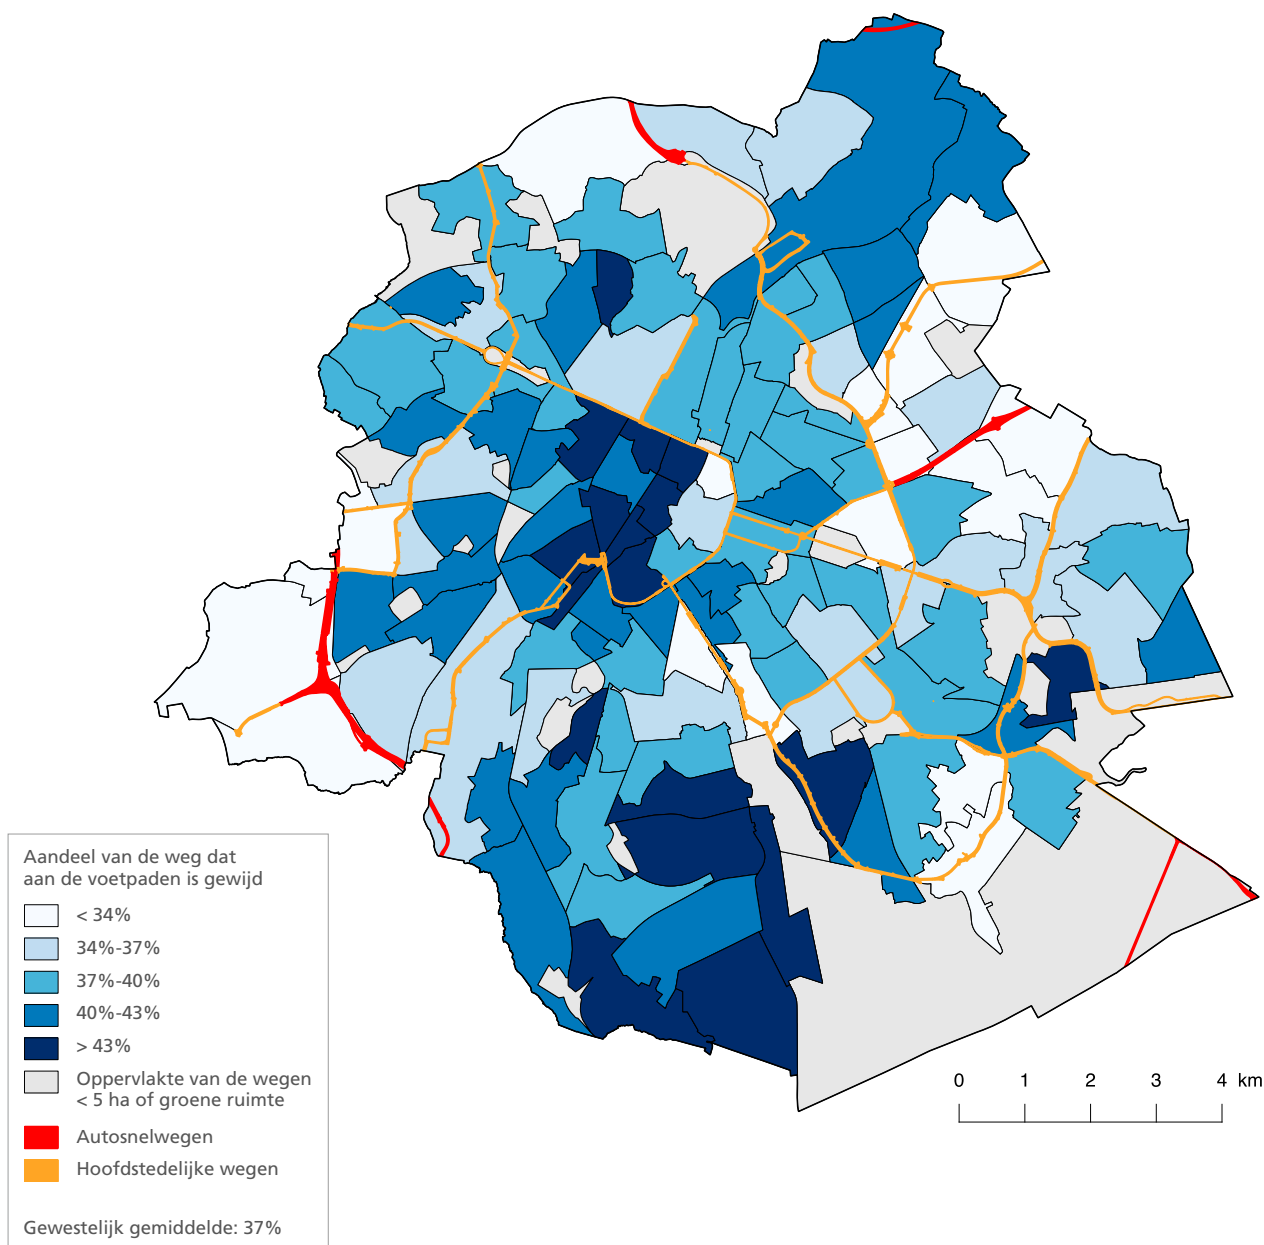 Aandeel van de weg dat
aan de voetpaden is gewijd
< 34%
34%-37%
37%-40%
40%-43%
> 43%
Oppervlakte van de wegen
< 5 ha of groene ruimte
Autosnelwegen
Hoofdstedelijke wegen
Gewestelijk gemiddelde: 37%
0 1 2 3 4 km